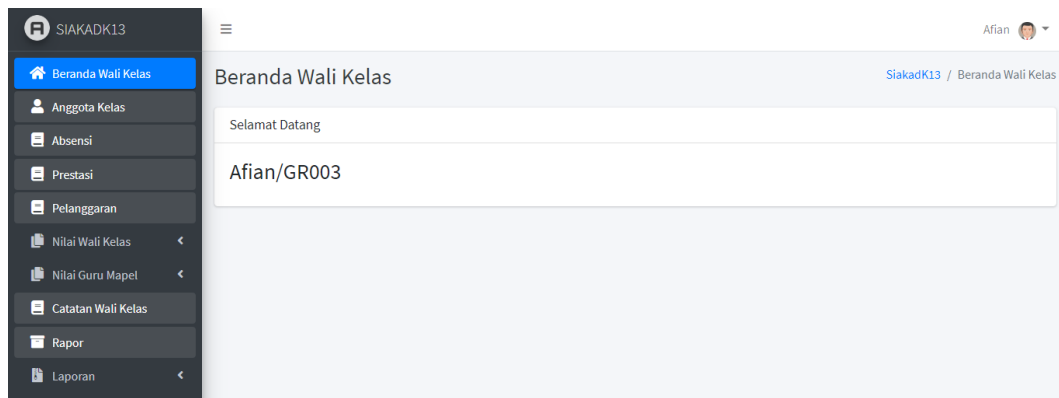 SIAKADK13
Afian
Beranda Wali Kelas
Anggota Kelas
Absensi
Prestasi
Pelanggaran
Nilai Wali Kelas
Nilai Guru Mapel
Catatan Wali Kelas
Rapor
Laporan
Beranda Wali Kelas
SiakadK13 / Beranda Wali Kelas
Selamat Datang
Afian/GR003